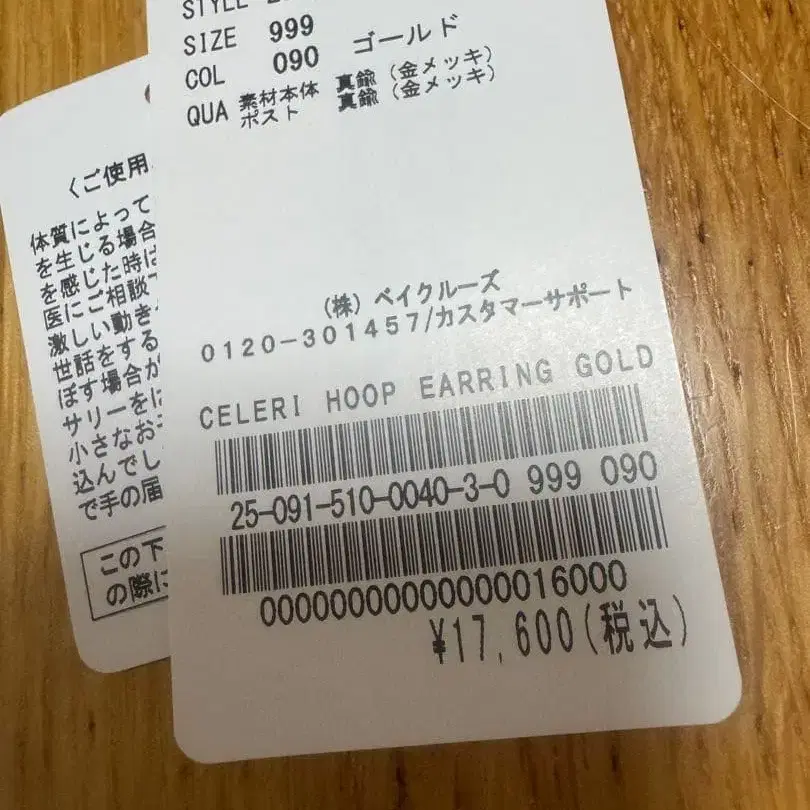 STYLE
SIZE 999
COL 090 ゴールド
QUA 素材本体 真鍮（金メッキ）
ポスト 真鍮（金メッキ）
（株）ベイクルーズ
0120-301457/カスタマーサポート
CELERI HOOP EARRING GOLD
25-091-510-0040-3-0 999 090
00000000000000016000
¥17,600(税込)
〈ご使用
体質によって
を生じる場合
を感じた時は
医にご相談
激しい動き
世話をする
ぼす場合が
サリーを
小さなお
込んでし
で手の届
この下
の際に